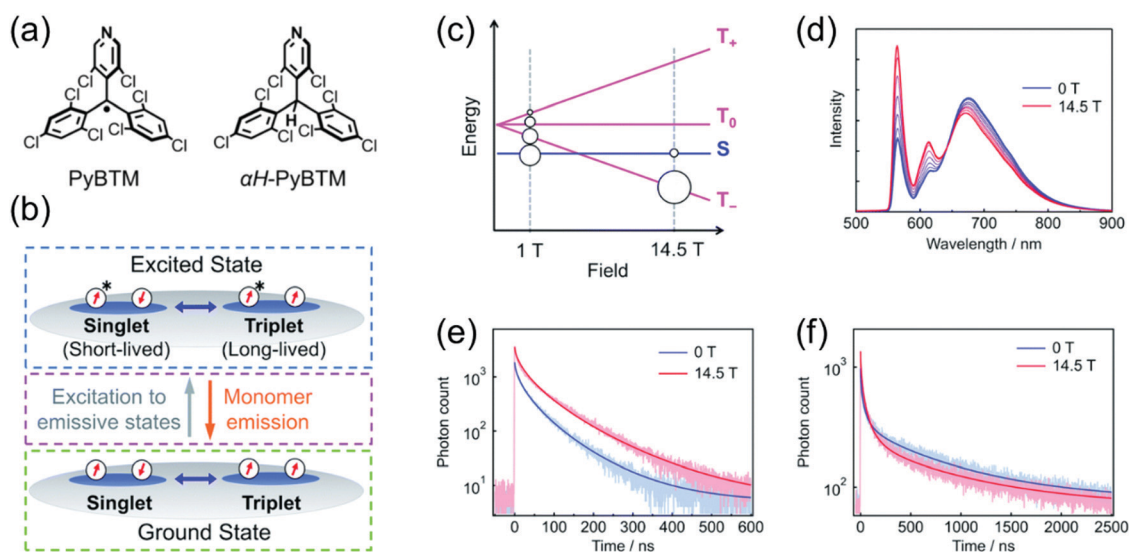 (a)
N
Cl
Cl
Cl
Cl
Cl
Cl
Cl
Cl
PyBTM
N
Cl
Cl
Cl
Cl
Cl
Cl
H
Cl
Cl
αH-PyBTM
(b)
Excited State
*
*
Singlet
Triplet
(Short-lived)
(Long-lived)
Excitation to
emissive states
Monomer
emission
Singlet
Triplet
Ground State
(c)
Energy
T+
T0
S
T−
1 T
14.5 T
Field
(d)
Intensity
0 T
14.5 T
500
600
700
800
900
Wavelength / nm
(e)
Photon count
10³
10²
10¹
0 T
14.5 T
0
100
200
300
400
500
600
Time / ns
(f)
Photon count
10³
10²
0 T
14.5 T
0
500
1000
1500
2000
2500
Time / ns